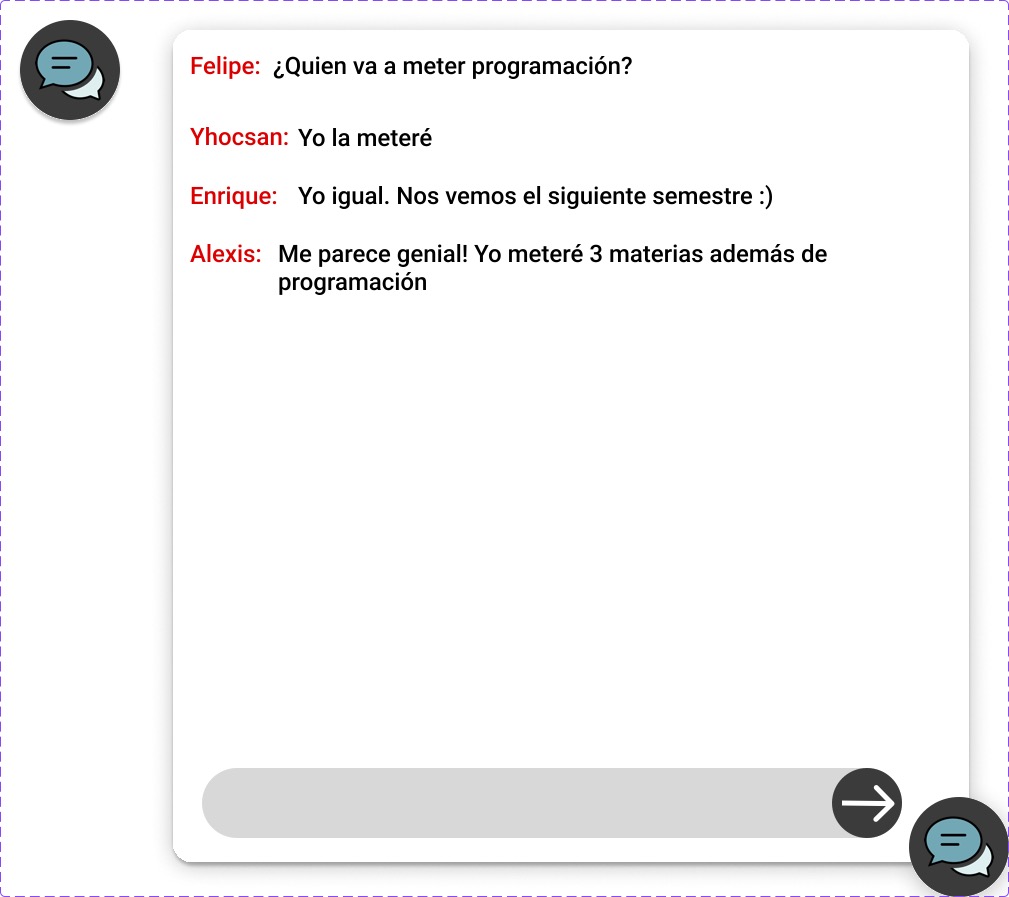 Felipe: ¿Quien va a meter programación?
Yhocsan: Yo la meteré
Enrique: Yo igual. Nos vemos el siguiente semestre :)
Alexis: Me parece genial! Yo meteré 3 materias además de
programación